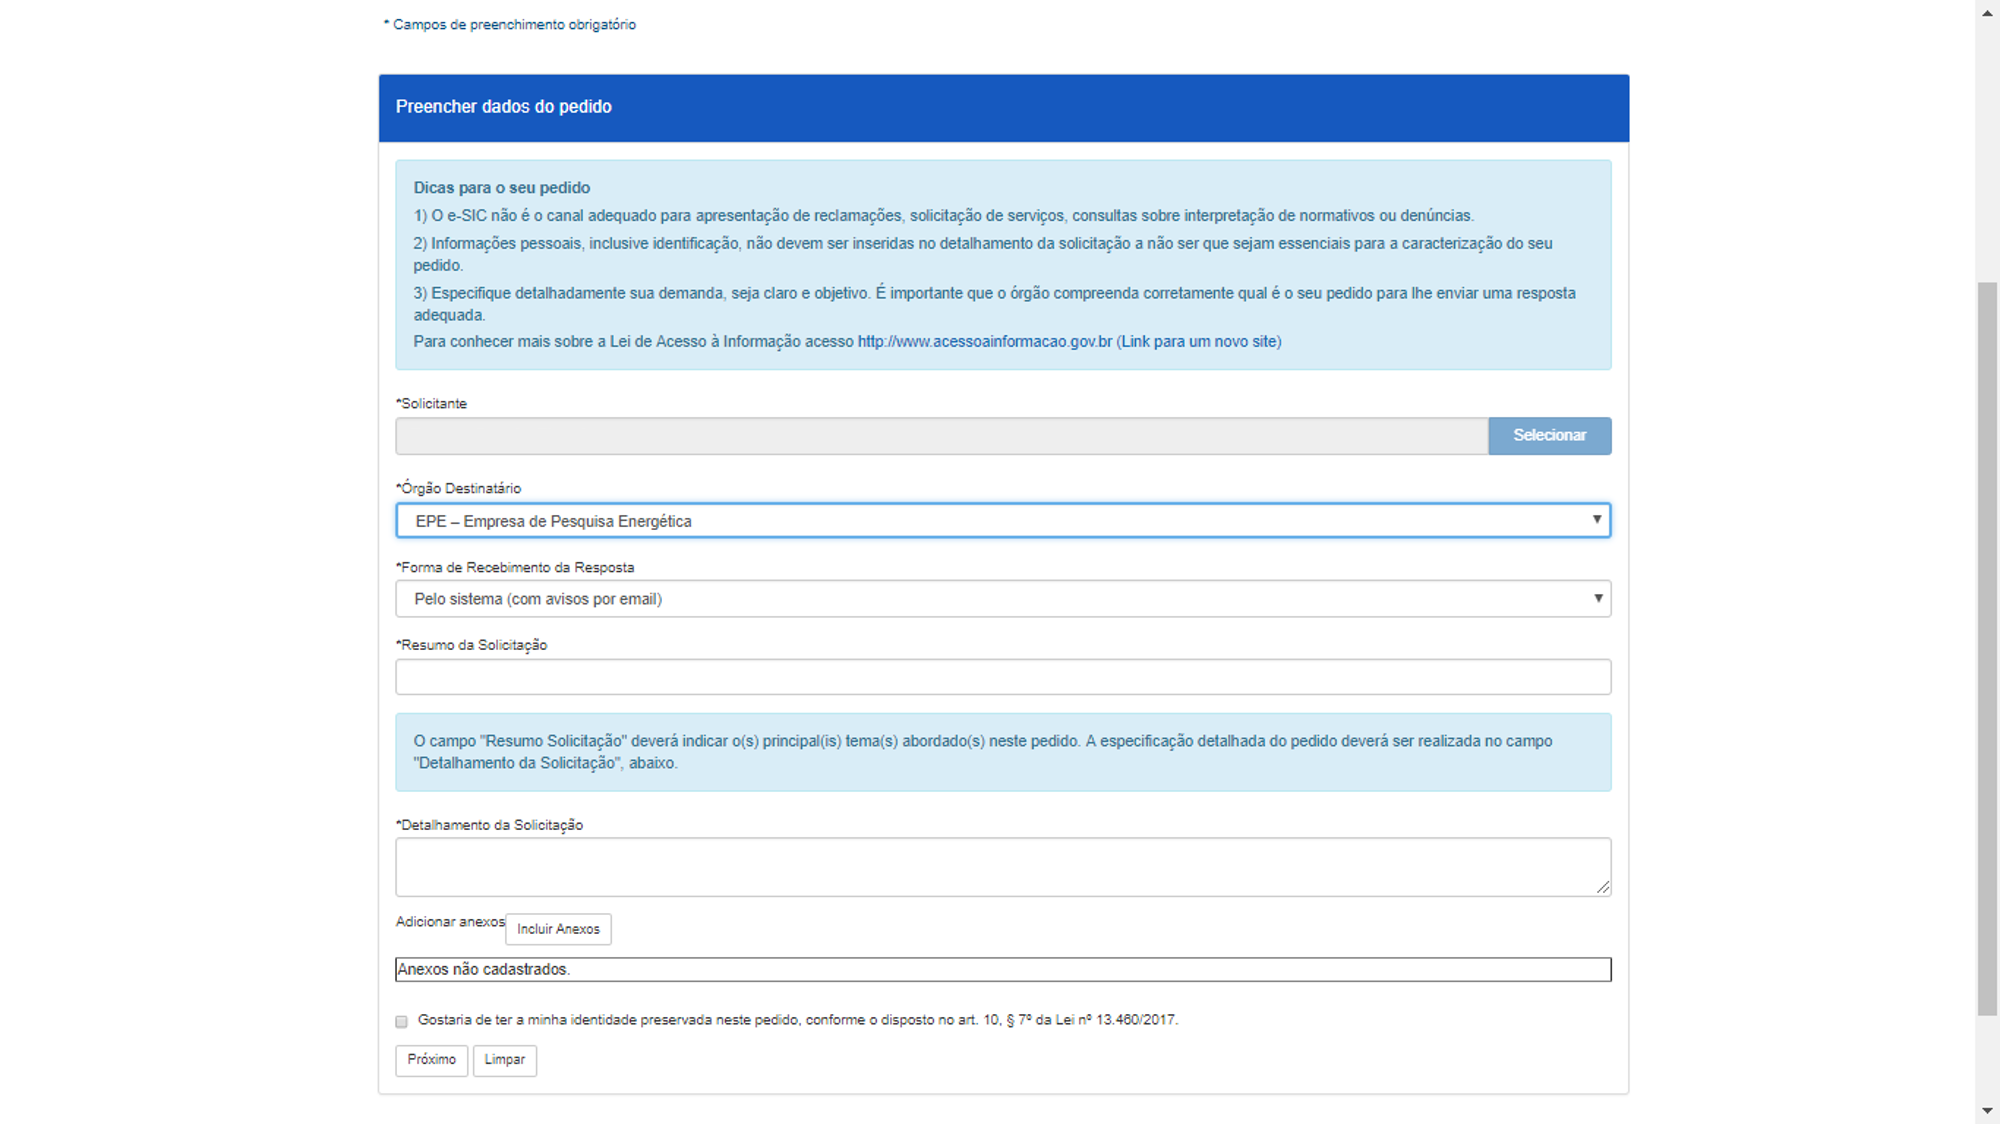 * Campos de preenchimento obrigatório
Preencher dados do pedido
Dicas para o seu pedido
1) O e-SIC não é o canal adequado para apresentação de reclamações, solicitação de serviços, consultas sobre interpretação de normativos ou denúncias.
2) Informações pessoais, inclusive identificação, não devem ser inseridas no detalhamento da solicitação a não ser que sejam essenciais para a caracterização do seu
pedido.
3) Especifique detalhadamente sua demanda, seja claro e objetivo. É importante que o órgão compreenda corretamente qual é o seu pedido para lhe enviar uma resposta
adequada.
Para conhecer mais sobre a Lei de Acesso à Informação acesso http://www.acessoainformacao.gov.br (Link para um novo site)
*Solicitante
Selecionar
*Órgão Destinatário
EPE – Empresa de Pesquisa Energética
*Forma de Recebimento da Resposta
Pelo sistema (com avisos por email)
*Resumo da Solicitação
O campo "Resumo Solicitação" deverá indicar o(s) principal(is) tema(s) abordado(s) neste pedido. A especificação detalhada do pedido deverá ser realizada no campo
"Detalhamento da Solicitação", abaixo.
*Detalhamento da Solicitação
Adicionar anexos Incluir Anexos
Anexos não cadastrados.
Gostaria de ter a minha identidade preservada neste pedido, conforme o disposto no art. 10, § 7º da Lei nº 13.460/2017.
Próximo Limpar